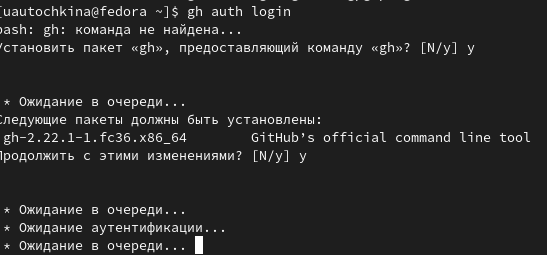 [uautochkina@fedora ~]$ gh auth login
bash: gh: команда не найдена...
Установить пакет «gh», предоставляющий команду «gh»? [N/y] y
* Ожидание в очереди...
Следующие пакеты должны быть установлены:
gh-2.22.1-1.fc36.x86_64 GitHub’s official command line tool
Продолжить с этими изменениями? [N/y] y
* Ожидание в очереди...
* Ожидание аутентификации...
* Ожидание в очереди...